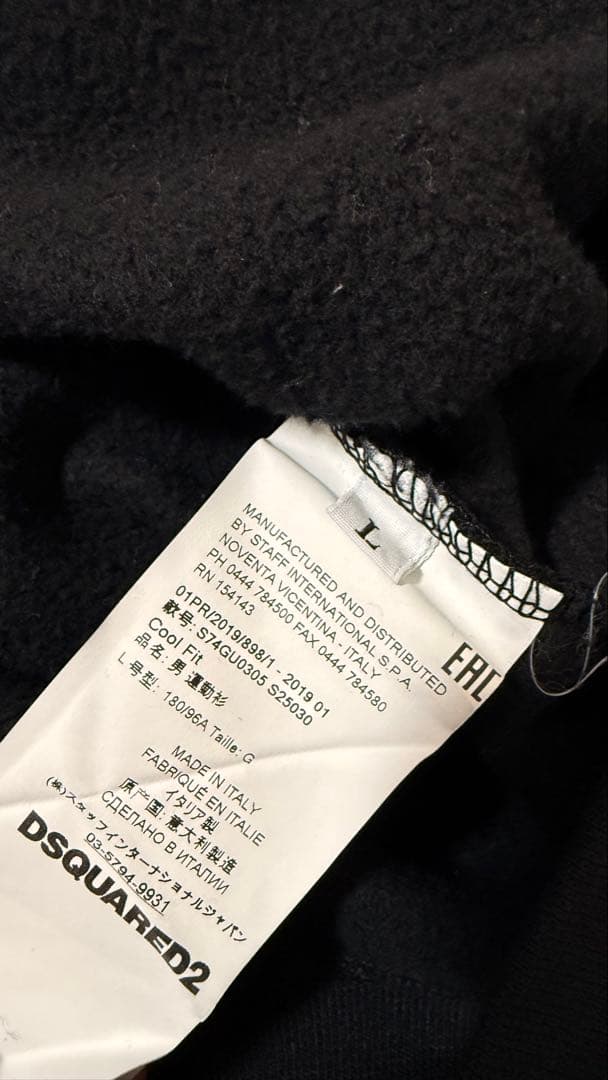 L
MANUFACTURED AND DISTRIBUTED
BY STAFF INTERNATIONAL S.P.A.
NOVENTA VICENTINA - ITALY
PH 0444 784500 FAX 0444 784580
RN 154143
EAC
01PR/2019/898/1 - 2019 01
款号: S74GU0305 S25030
Cool Fit
品名: 男運動衫
L 号型: 180/96A Taille: G
MADE IN ITALY
FABRIQUÉ EN ITALIE
イタリア製
原产国: 意大利製造
СДЕЛАНО В ИТАЛИИ
(株)スタッフインターナショナルジャパン
03-5794-9931
DSQUARED2